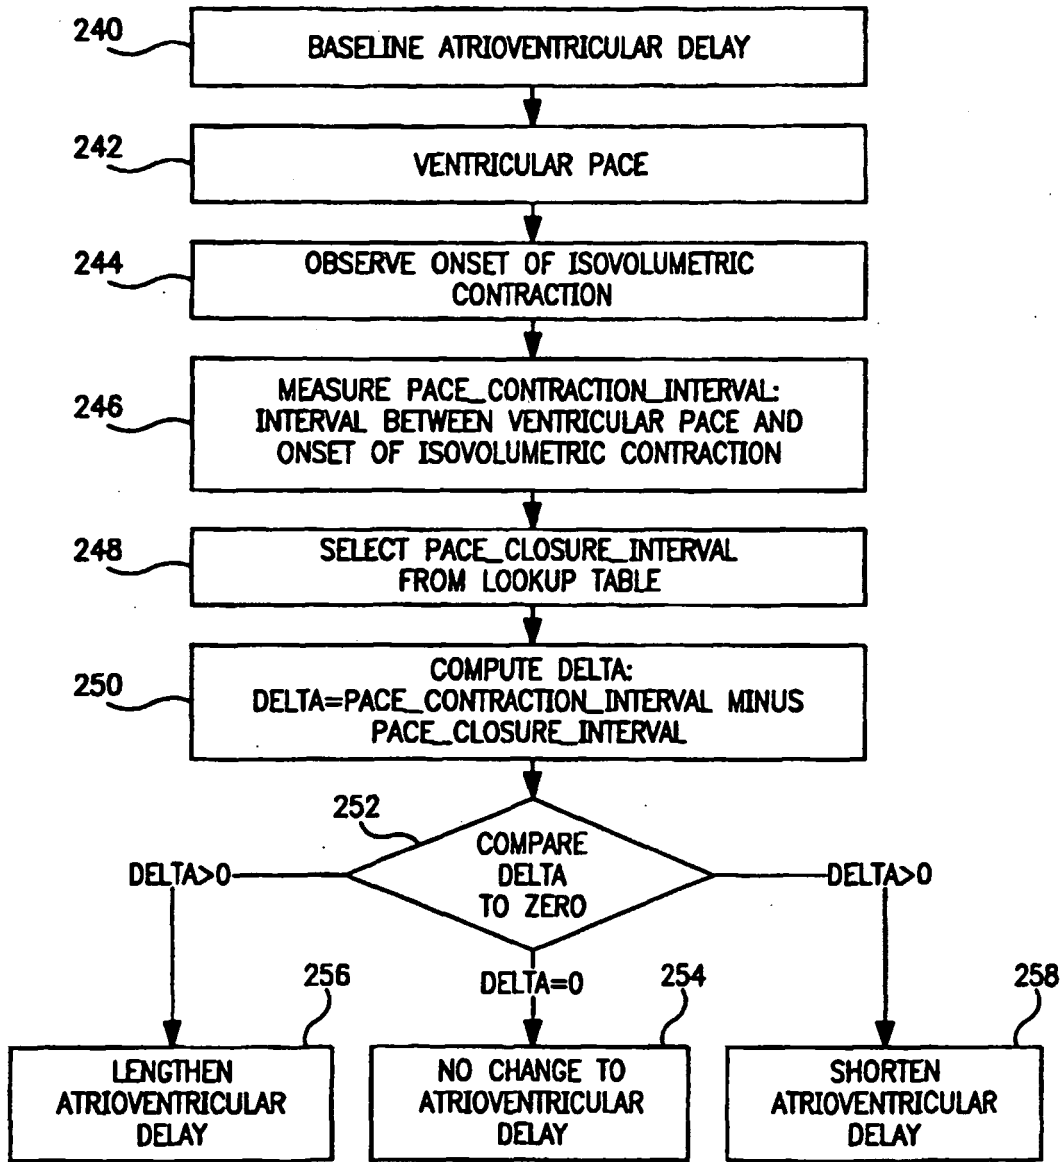 240
BASELINE ATRIOVENTRICULAR DELAY
242
VENTRICULAR PACE
244
OBSERVE ONSET OF ISOVOLUMETRIC
CONTRACTION
246
MEASURE PACE_CONTRACTION_INTERVAL:
INTERVAL BETWEEN VENTRICULAR PACE AND
ONSET OF ISOVOLUMETRIC CONTRACTION
248
SELECT PACE_CLOSURE_INTERVAL
FROM LOOKUP TABLE
250
COMPUTE DELTA:
DELTA=PACE_CONTRACTION_INTERVAL MINUS
PACE_CLOSURE_INTERVAL
252
COMPARE
DELTA
TO ZERO
DELTA>0
DELTA>0
DELTA=0
256
LENGTHEN
ATRIOVENTRICULAR
DELAY
254
NO CHANGE TO
ATRIOVENTRICULAR
DELAY
258
SHORTEN
ATRIOVENTRICULAR
DELAY